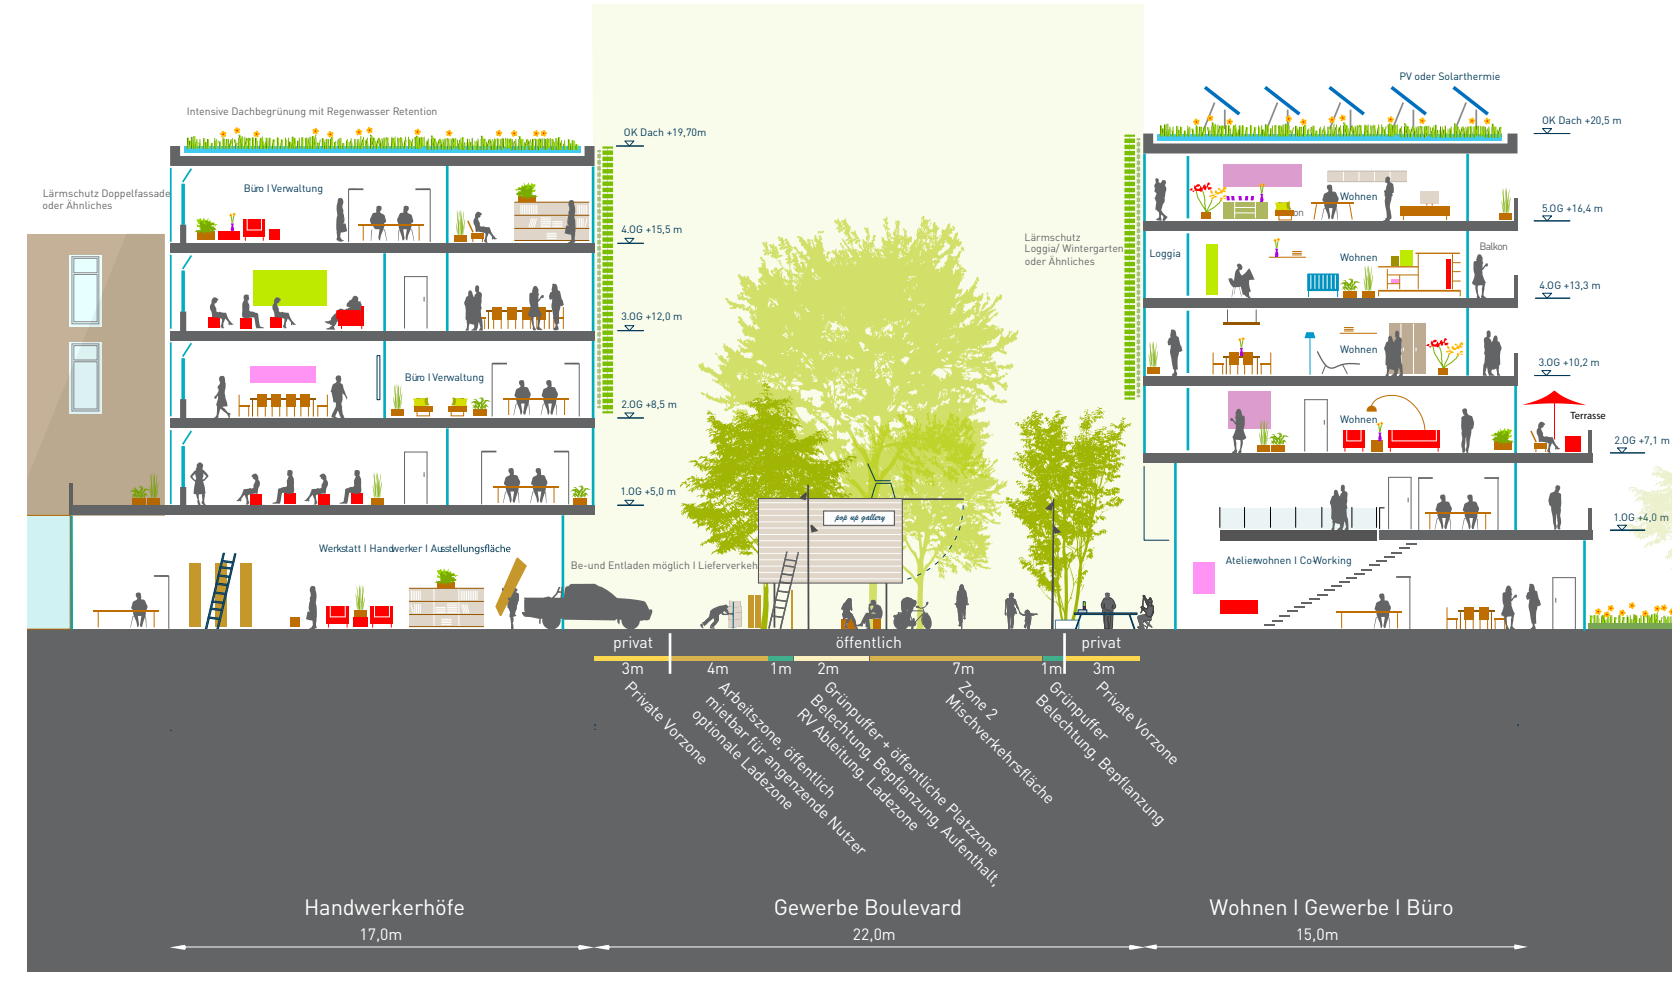 PV oder Solarthermie
Intensive Dachbegrünung mit Regenwasser Retention
OK Dach +19,70m
OK Dach +20,5 m
Lärmschutz Doppelfassade
oder Ähnliches
Büro I Verwaltung
4.OG +15,5 m
Lärmschutz
Loggia/ Wintergarten
oder Ähnliches
Wohnen
5.OG +16,4 m
Loggia
Wohnen
Balkon
4.OG +13,3 m
3.OG +12,0 m
Wohnen
3.OG +10,2 m
Büro I Verwaltung
2.OG +8,5 m
Wohnen
Terrasse
2.OG +7,1 m
1.OG +5,0 m
pop up gallery
1.OG +4,0 m
Werkstatt I Handwerker I Ausstellungsfläche
Be-und Entladen möglich I Lieferverkeh
Atelierwohnen I CoWorking
privat
öffentlich
privat
3m
4m
1m
2m
7m
1m
3m
Private Vorzone
Arbeitszone, öffentlich
mietbar für angenzende Nutzer
optionale Ladezone
Grünpuffer + öffentliche Platzzone
Belechtung, Bepflanzung, Aufenthalt,
RV Ableitung, Ladezone
Zone 2
Mischverkehrsfläche
Grünpuffer
Belechtung, Bepflanzung
Private Vorzone
Handwerkerhöfe
Gewerbe Boulevard
Wohnen I Gewerbe I Büro
17,0m
22,0m
15,0m